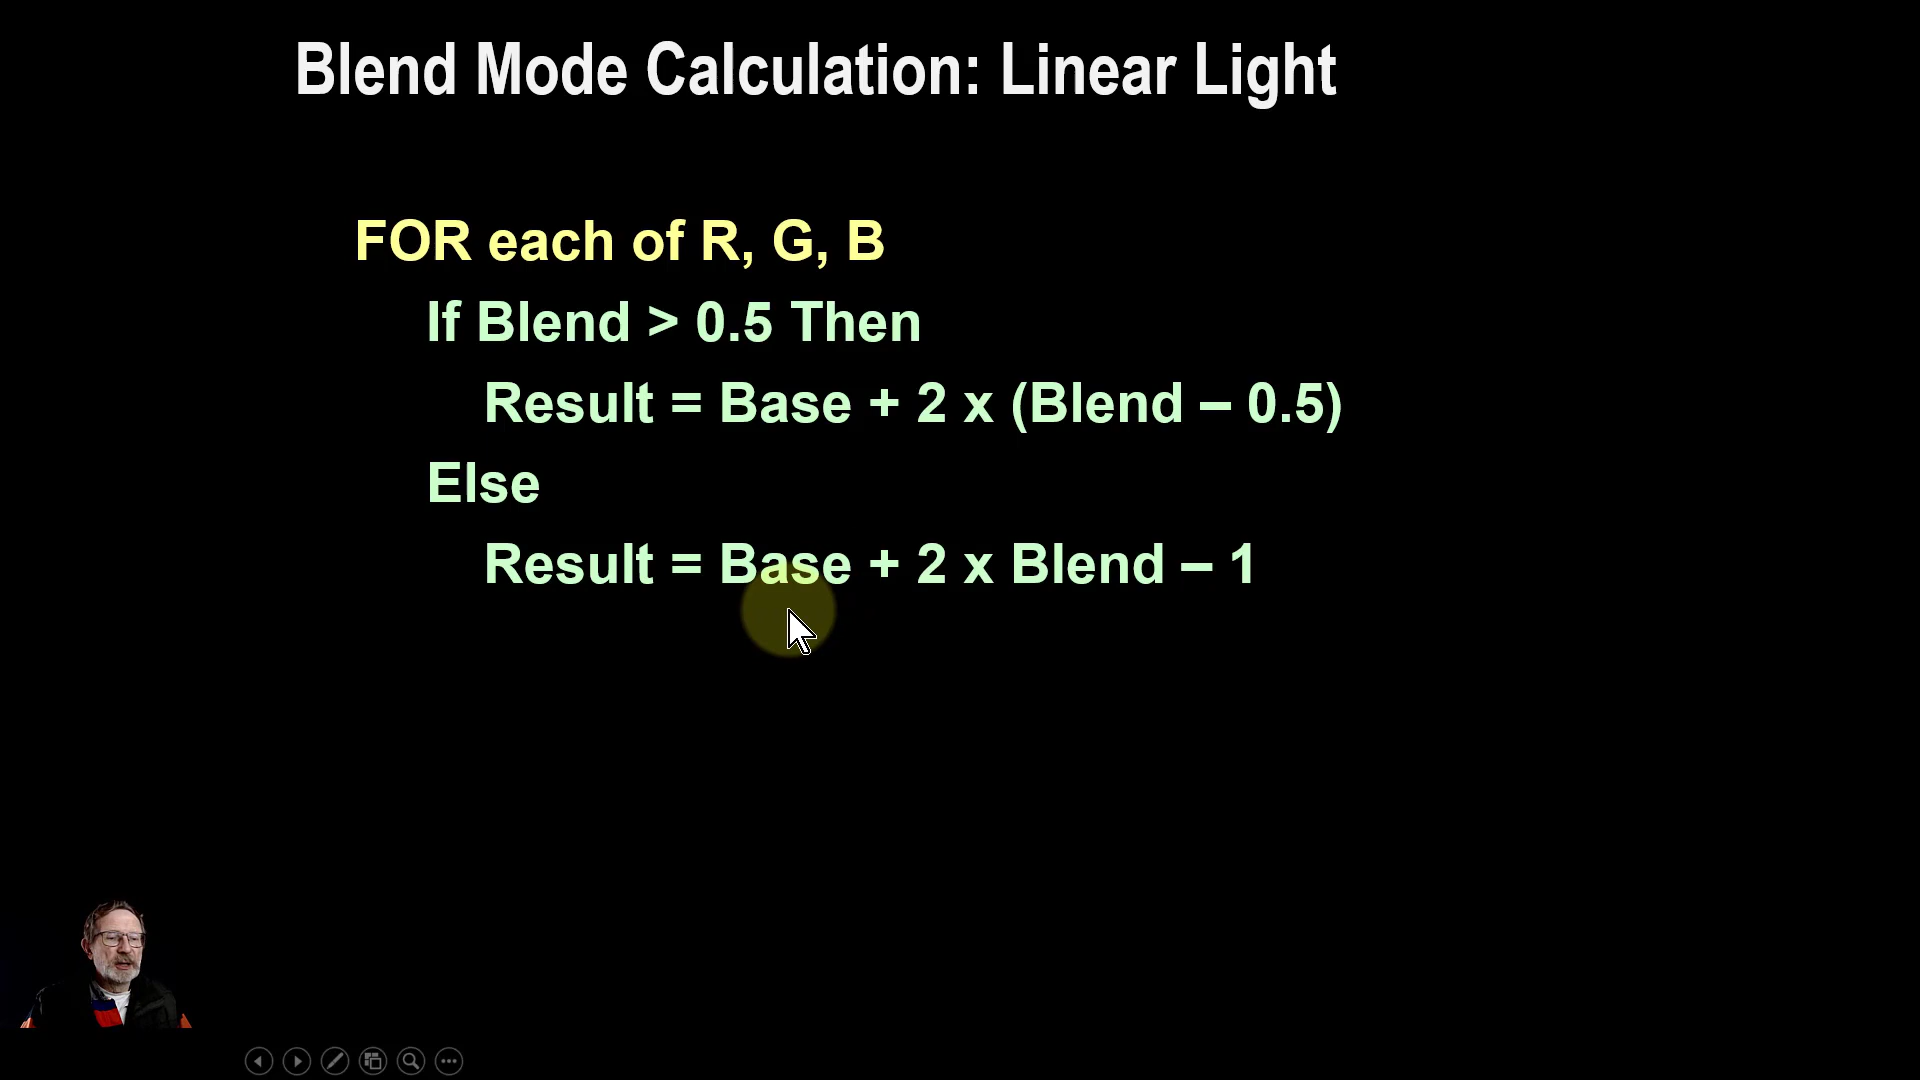 Blend Mode Calculation: Linear Light
FOR each of R, G, B
If Blend > 0.5 Then
Result = Base + 2 x (Blend – 0.5)
Else
Result = Base + 2 x Blend – 1